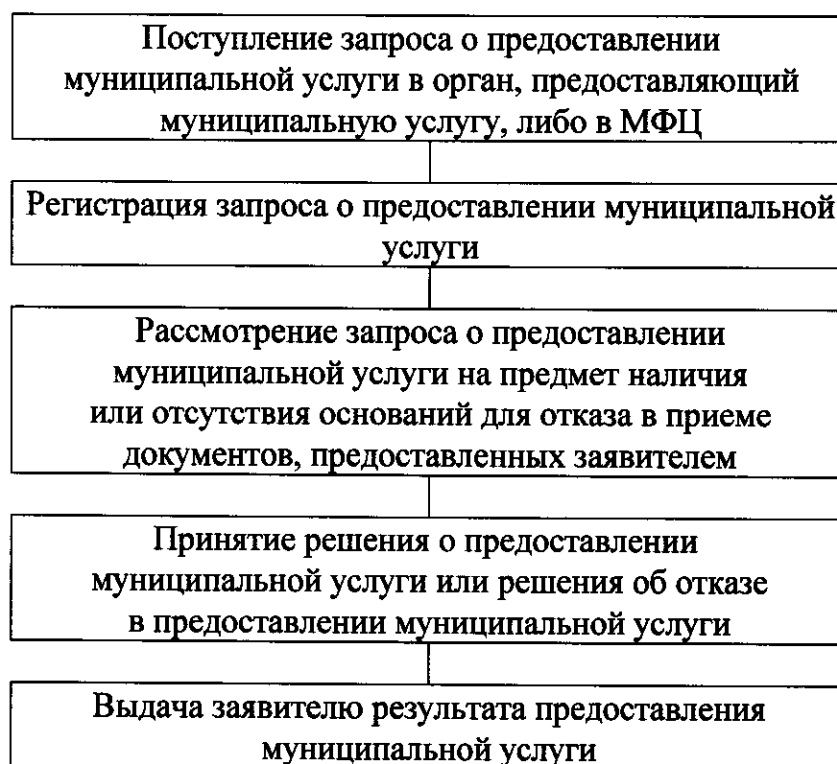 Поступление запроса о предоставлении
муниципальной услуги в орган, предоставляющий
муниципальную услугу, либо в МФЦ
Регистрация запроса о предоставлении муниципальной
услуги
Рассмотрение запроса о предоставлении
муниципальной услуги на предмет наличия
или отсутствия оснований для отказа в приеме
документов, предоставленных заявителем
Принятие решения о предоставлении
муниципальной услуги или решения об отказе
в предоставлении муниципальной услуги
Выдача заявителю результата предоставления
муниципальной услуги